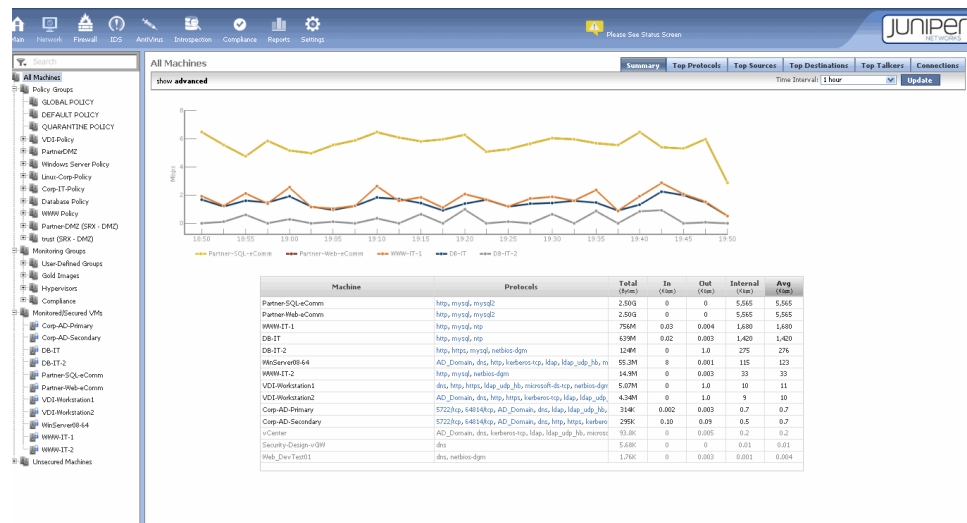 Main Network Firewall IDS AntiVirus Introspection Compliance Reports Settings
Please See Status Screen
JUNIPER
NETWORKS
Search
All Machines
Policy Groups
GLOBAL POLICY
DEFAULT POLICY
QUARANTINE POLICY
VDI-Policy
PartnerDMZ
Windows Server Policy
Linux-Corp-Policy
Corp-IT-Policy
Database Policy
WWW Policy
Partner-DMZ (SRX - DMZ)
trust (SRX - DMZ)
Monitoring Groups
User-Defined Groups
Gold Images
Hypervisors
Compliance
Monitored/Secured VMs
Corp-AD-Primary
Corp-AD-Secondary
DB-IT
DB-IT-2
Partner-SQL-eComm
Partner-Web-eComm
VDI-Workstation1
VDI-Workstation2
WinServer08-64
WWW-IT-1
WWW-IT-2
Unsecured Machines
All Machines
Summary Top Protocols Top Sources Top Destinations Top Talkers Connections
show advanced
Time Interval: 1 hour Update
8
6
4
2
0
Mbps
18:50 18:55 19:00 19:05 19:10 19:15 19:20 19:25 19:30 19:35 19:40 19:45 19:50
Partner-SQL-eComm Partner-Web-eComm WWW-IT-1 DB-IT DB-IT-2
Machine Protocols Total (Bytes) In (Kbps) Out (Kbps) Internal (Kbps) Avg (Kbps)
Partner-SQL-eComm http, mysql, mysql2 2.50G 0 0 5,565 5,565
Partner-Web-eComm http, mysql, mysql2 2.50G 0 0 5,565 5,565
WWW-IT-1 http, mysql, ntp 756M 0.03 0.004 1,680 1,680
DB-IT http, mysql, ntp 639M 0.02 0.003 1,420 1,420
DB-IT-2 http, https, mysql, netbios-dgm 124M 0 1.0 275 276
WinServer08-64 AD_Domain, dns, http, kerberos-tcp, ldap, ldap_udp_hb, m 55.3M 8 0.001 115 123
WWW-IT-2 http, mysql, netbios-dgm 14.9M 0 0.003 33 33
VDI-Workstation1 dns, http, https, ldap_udp_hb, microsoft-ds-tcp, netbios-dgm 5.07M 0 1.0 10 11
VDI-Workstation2 AD_Domain, dns, http, https, kerberos-tcp, ldap, ldap_udp_ 4.34M 0 1.0 9 10
Corp-AD-Primary 5722/tcp, 64814/tcp, AD_Domain, dns, ldap, ldap_udp_hb, 314K 0.002 0.003 0.7 0.7
Corp-AD-Secondary 5722/tcp, 64814/tcp, AD_Domain, dns, http, https, kerbero 295K 0.10 0.09 0.5 0.7
vCenter AD_Domain, dns, kerberos-tcp, ldap, ldap_udp_hb, microsc 93.8K 0 0.005 0.2 0.2
Security-Design-vGW dns 5.68K 0 0 0.01 0.01
Web_DevTest01 dns, netbios-dgm 1.76K 0 0.003 0.001 0.004